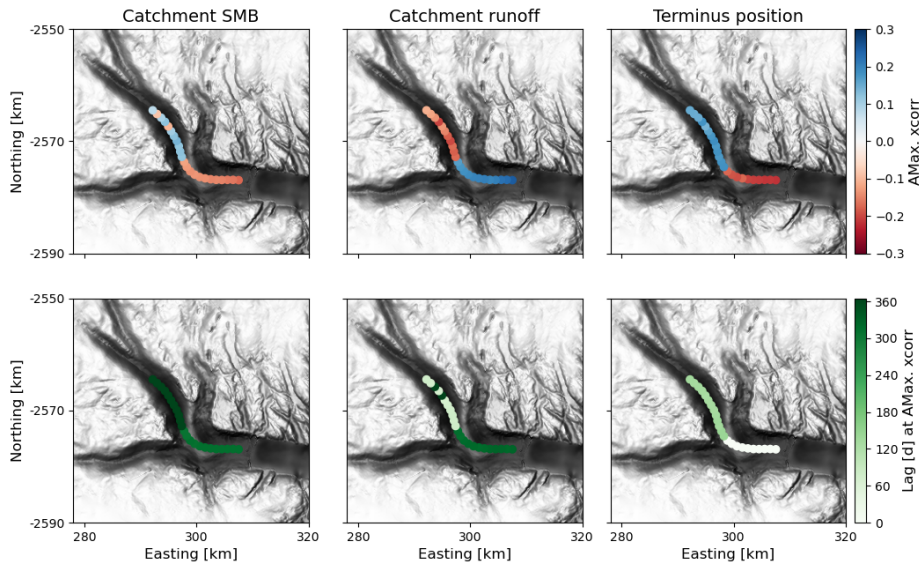 Catchment SMB
Catchment runoff
Terminus position
-2550
-2570
-2590
Northing [km]
0.3
0.2
0.1
0.0
−0.1
−0.2
−0.3
AMax. xcorr
-2550
-2570
-2590
Northing [km]
280
300
320
Easting [km]
280
300
320
Easting [km]
280
300
320
Easting [km]
360
300
240
180
120
60
0
Lag [d] at AMax. xcorr